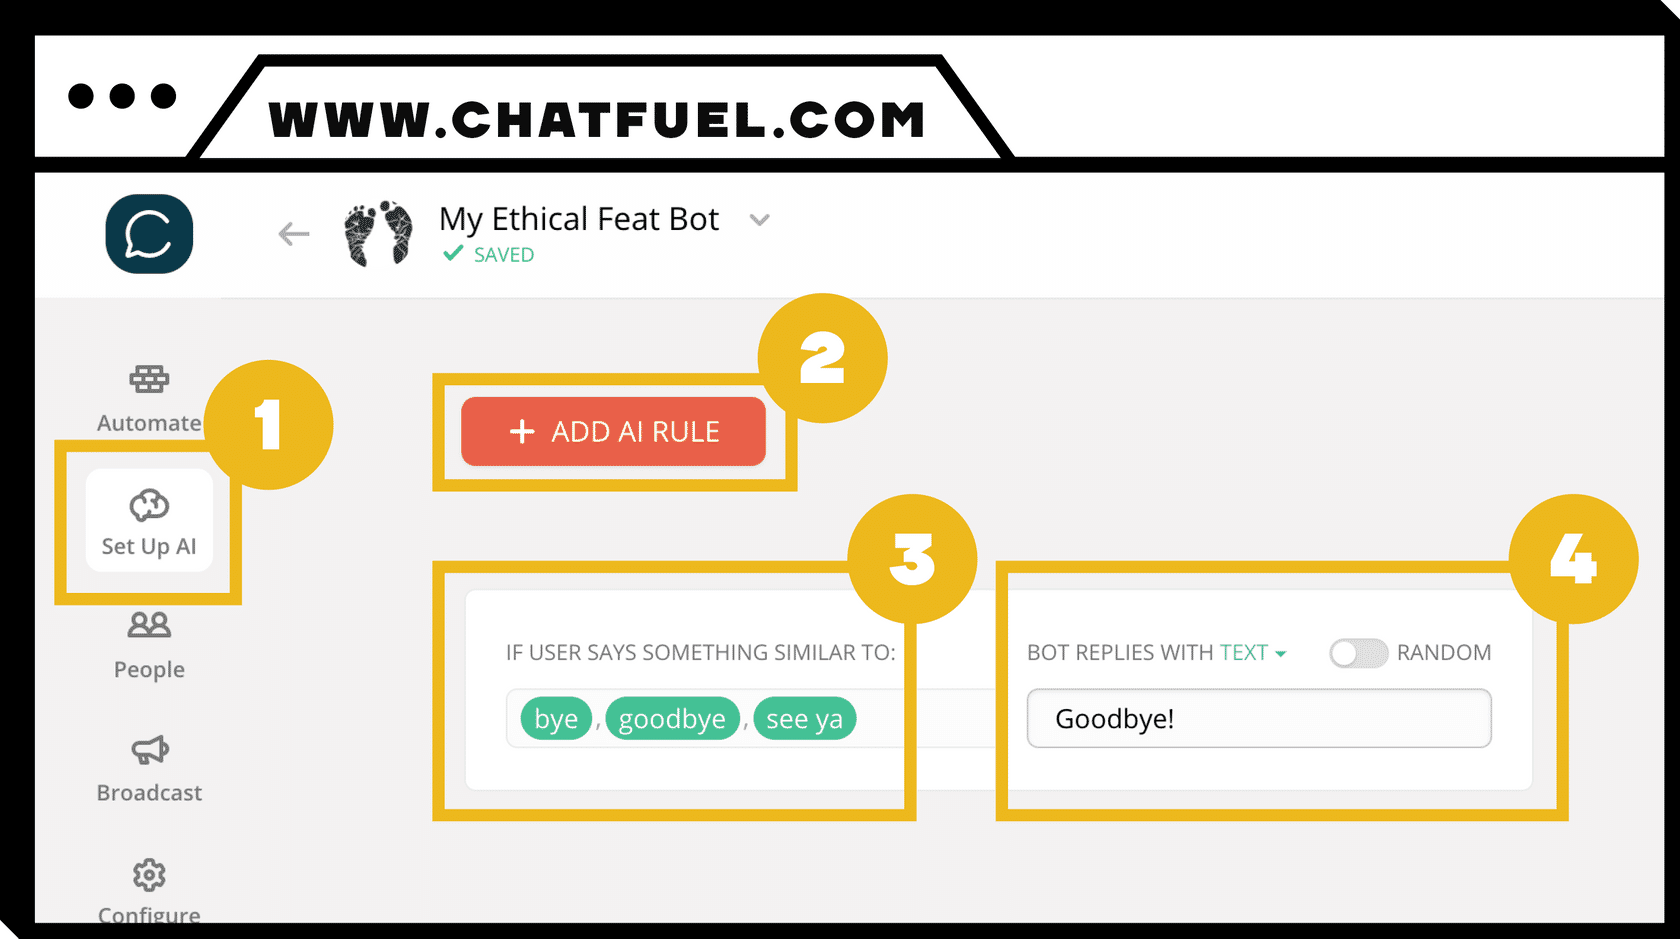 WWW.CHATFUEL.COM
My Ethical Feat Bot
SAVED
Automate
1
2
+ ADD AI RULE
Set Up AI
3
4
People
IF USER SAYS SOMETHING SIMILAR TO:
BOT REPLIES WITH TEXT
RANDOM
bye , goodbye , see ya
Goodbye!
Broadcast
Configure